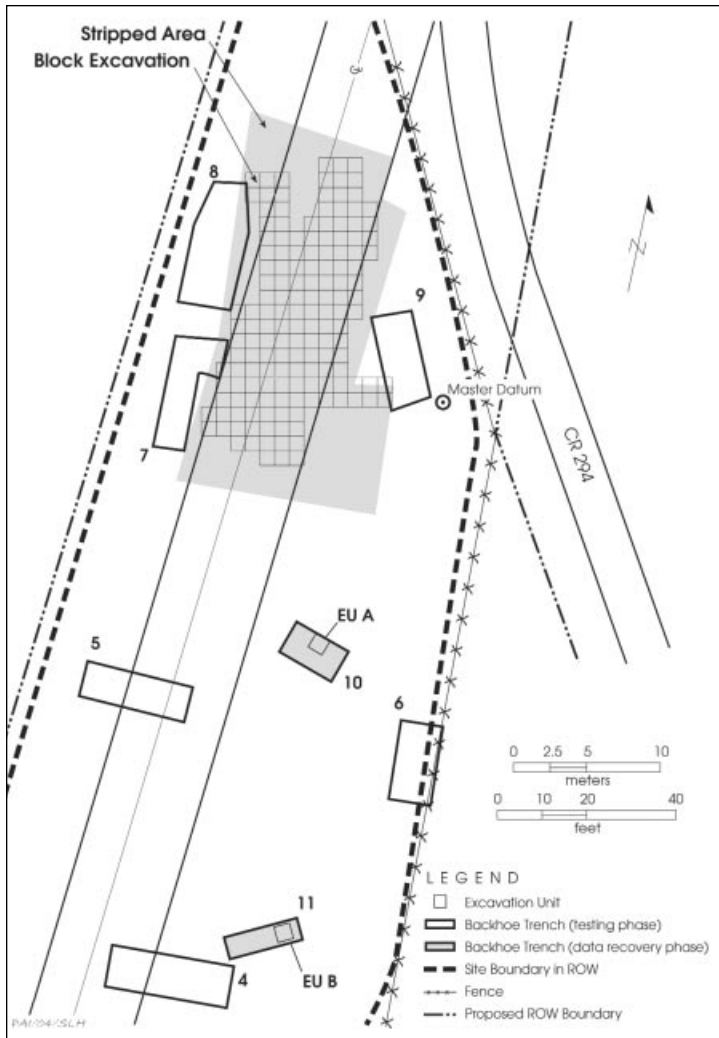 Stripped Area
Block Excavation
8
9
Master Datum
7
CR 294
N
5
EU A
10
6
0 2.5 5 10
meters
0 10 20 40
feet
LEGEND
Excavation Unit
Backhoe Trench (testing phase)
Backhoe Trench (data recovery phase)
Site Boundary in ROW
Fence
Proposed ROW Boundary
11
EU B
4